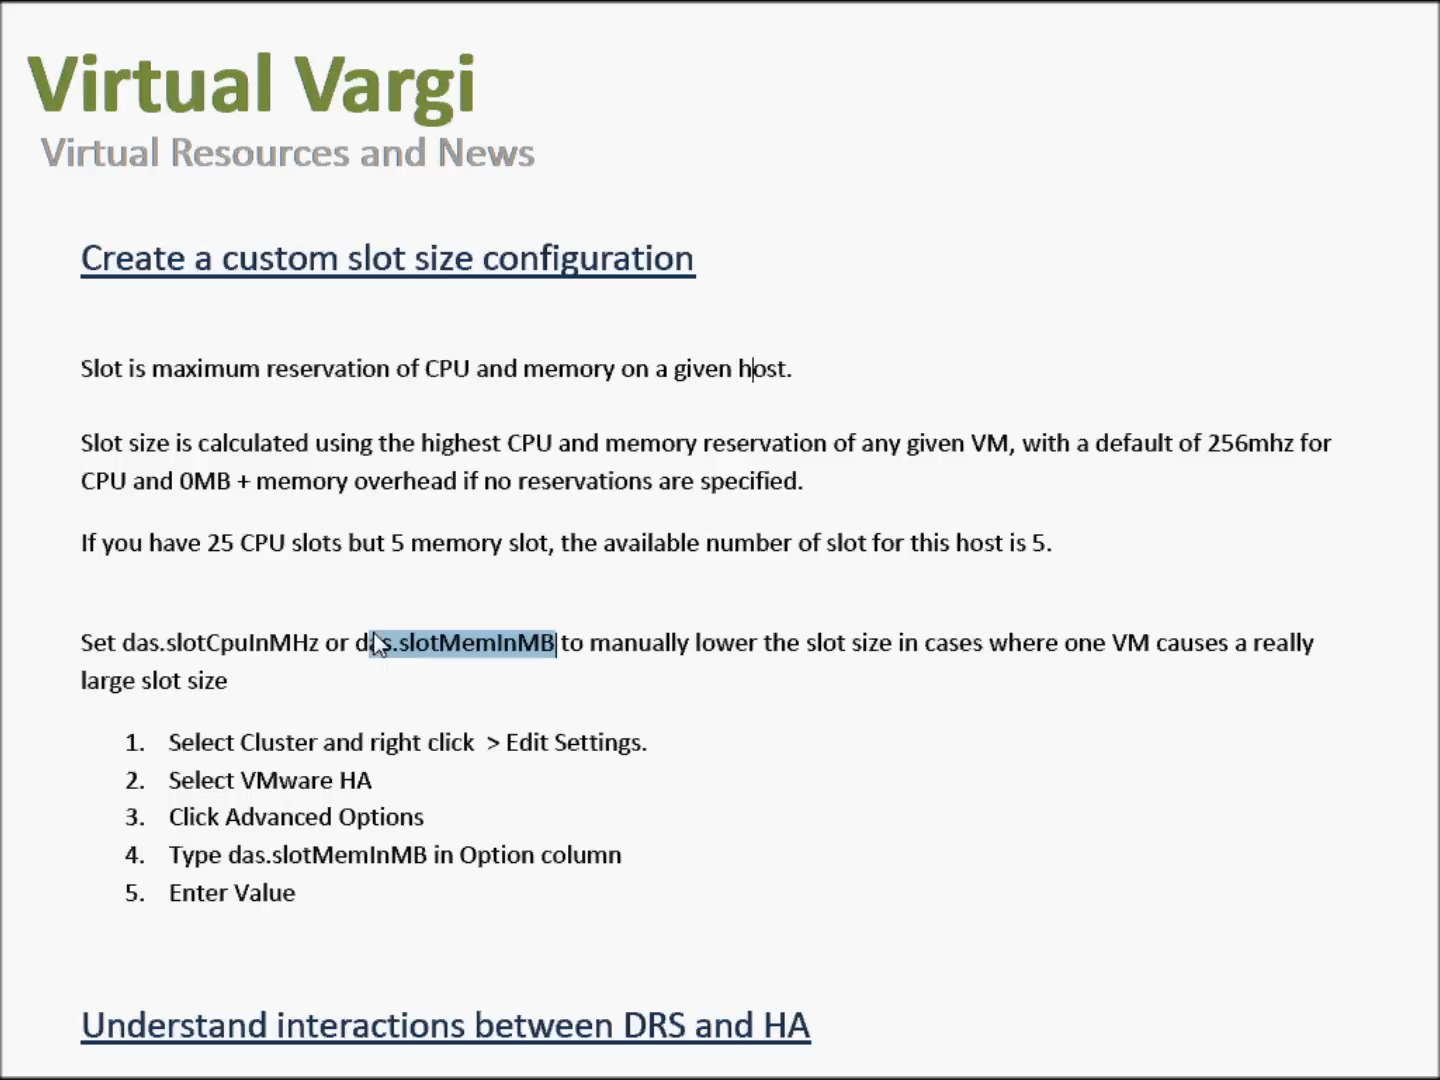 Virtual Vargi
Virtual Resources and News
Create a custom slot size configuration
Slot is maximum reservation of CPU and memory on a given host.
Slot size is calculated using the highest CPU and memory reservation of any given VM, with a default of 256mhz for
CPU and 0MB + memory overhead if no reservations are specified.
If you have 25 CPU slots but 5 memory slot, the available number of slot for this host is 5.
Set das.slotCpuInMHz or das.slotMemInMB to manually lower the slot size in cases where one VM causes a really
large slot size
1. Select Cluster and right click > Edit Settings.
2. Select VMware HA
3. Click Advanced Options
4. Type das.slotMemInMB in Option column
5. Enter Value
Understand interactions between DRS and HA